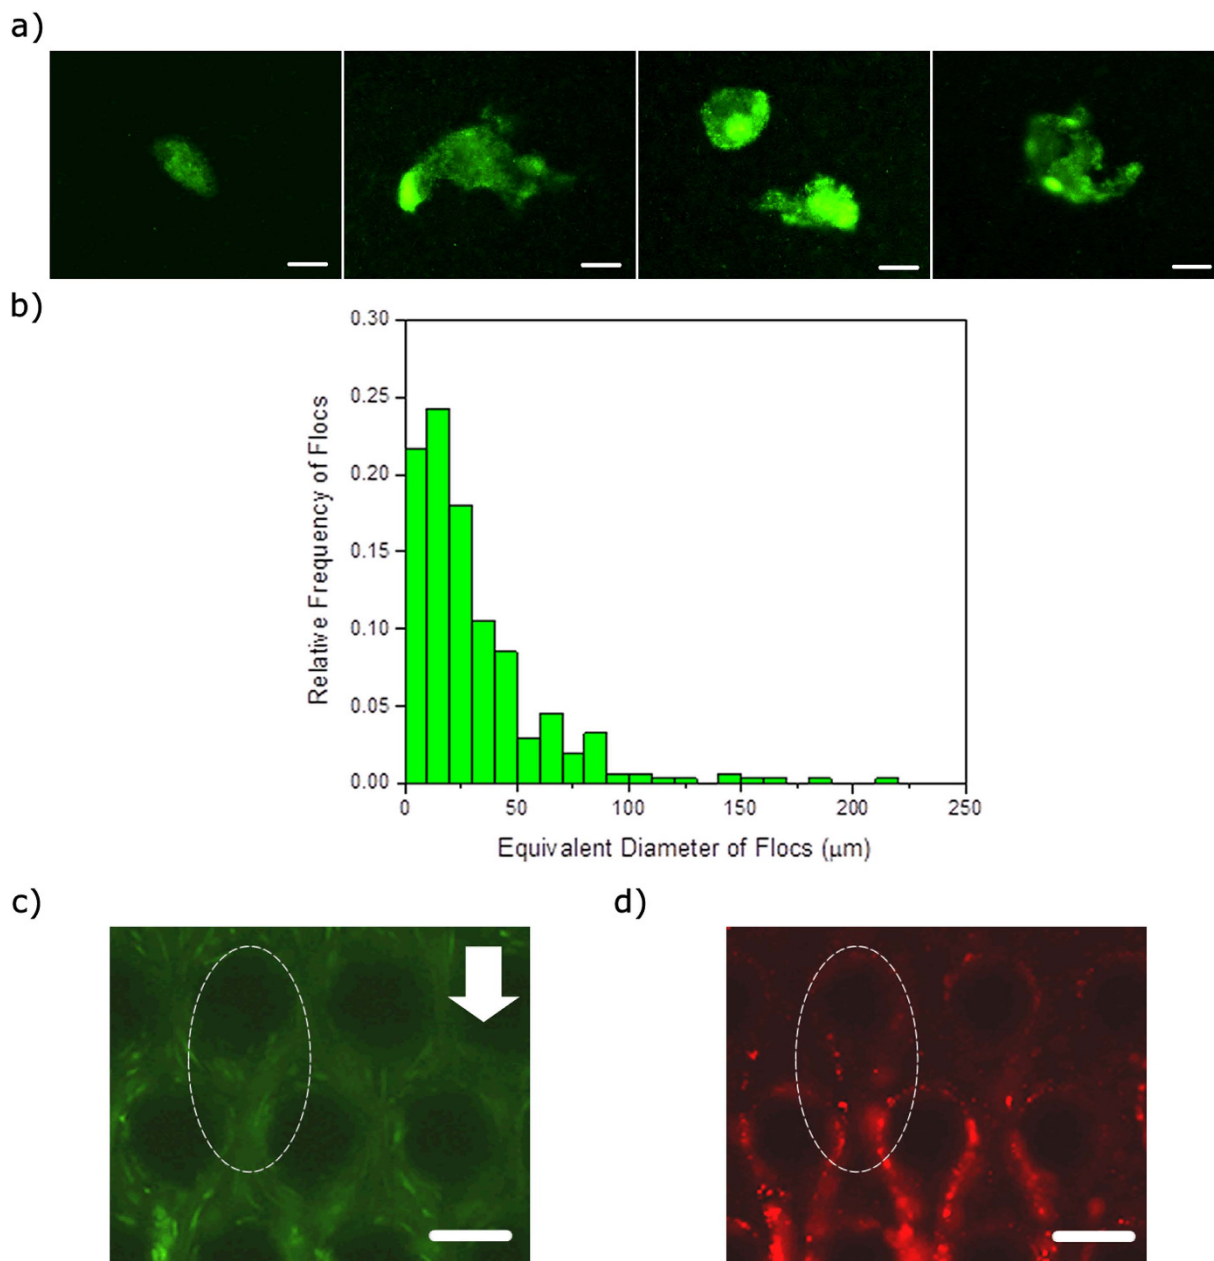 a)
b)
0.30
0.25
0.20
0.15
0.10
0.05
0.00
Relative Frequency of Flocs
0 50 100 150 200 250
Equivalent Diameter of Flocs (μm)
c) d)